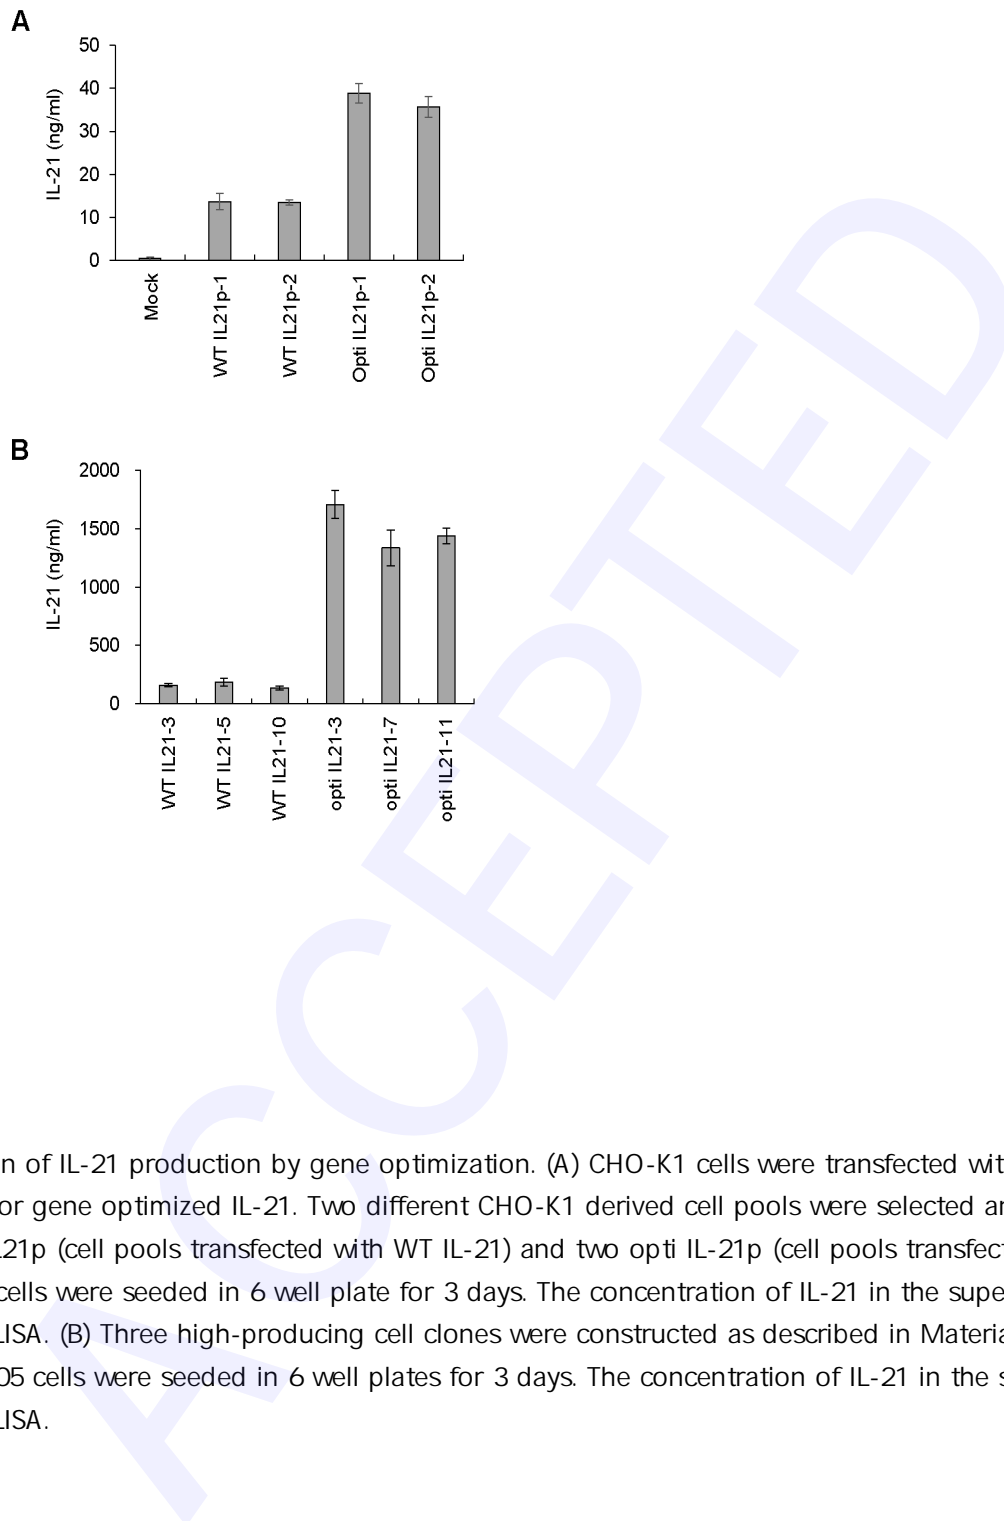 A
50
40
30
20
10
0
IL-21 (ng/ml)
Mock
WT IL21p-1
WT IL21p-2
Opti IL21p-1
Opti IL21p-2
B
2000
1500
1000
500
0
IL-21 (ng/ml)
WT IL21-3
WT IL21-5
WT IL21-10
opti IL21-3
opti IL21-7
opti IL21-11
ACCEPTED
n of IL-21 production by gene optimization. (A) CHO-K1 cells were transfected wit
or gene optimized IL-21. Two different CHO-K1 derived cell pools were selected a
L21p (cell pools transfected with WT IL-21) and two opti IL-21p (cell pools transfect
cells were seeded in 6 well plate for 3 days. The concentration of IL-21 in the supe
LISA. (B) Three high-producing cell clones were constructed as described in Materia
05 cells were seeded in 6 well plates for 3 days. The concentration of IL-21 in the s
LISA.